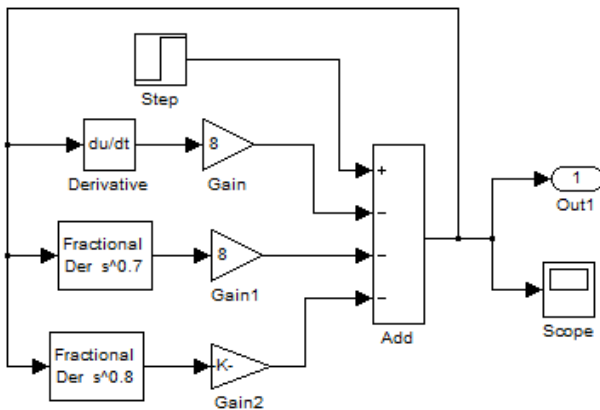 Step
+
du/dt
8
Derivative
Gain
−
1
Out1
Fractional
Der s^0.7
8
Gain1
−
Scope
Add
−
Fractional
Der s^0.8
-K-
Gain2